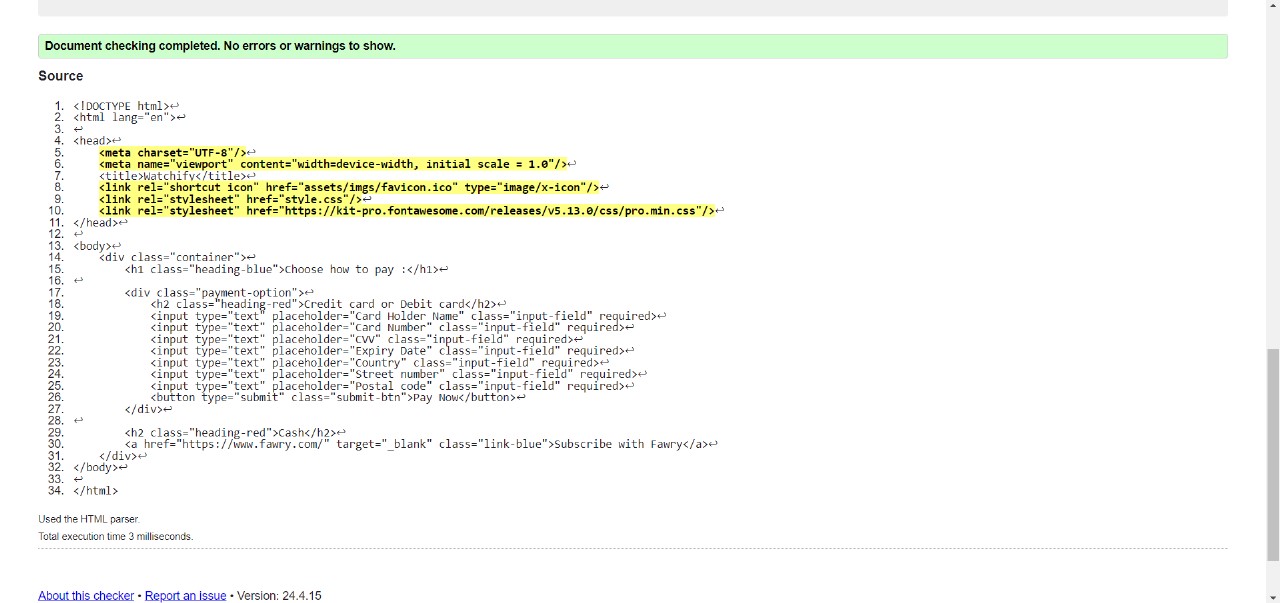 Document checking completed. No errors or warnings to show.
Source
1. <!DOCTYPE html>↩
2. <html lang="en">↩
3. ↩
4. <head>↩
5. <meta charset="UTF-8"/>↩
6. <meta name="viewport" content="width=device-width, initial scale = 1.0"/>↩
7. <title>Watchify</title>↩
8. <link rel="shortcut icon" href="assets/imgs/favicon.ico" type="image/x-icon"/>↩
9. <link rel="stylesheet" href="style.css"/>↩
10. <link rel="stylesheet" href="https://kit-pro.fontawesome.com/releases/v5.13.0/css/pro.min.css"/>↩
11. </head>↩
12. ↩
13. <body>↩
14. <div class="container">↩
15. <h1 class="heading-blue">Choose how to pay :</h1>↩
16. ↩
17. <div class="payment-option">↩
18. <h2 class="heading-red">Credit card or Debit card</h2>↩
19. <input type="text" placeholder="Card Holder Name" class="input-field" required>↩
20. <input type="text" placeholder="Card Number" class="input-field" required>↩
21. <input type="text" placeholder="CVV" class="input-field" required>↩
22. <input type="text" placeholder="Expiry Date" class="input-field" required>↩
23. <input type="text" placeholder="Country" class="input-field" required>↩
24. <input type="text" placeholder="Street number" class="input-field" required>↩
25. <input type="text" placeholder="Postal code" class="input-field" required>↩
26. <button type="submit" class="submit-btn">Pay Now</button>↩
27. </div>↩
28. ↩
29. <h2 class="heading-red">Cash</h2>↩
30. <a href="https://www.fawry.com/" target="_blank" class="link-blue">Subscribe with Fawry</a>↩
31. </div>↩
32. </body>↩
33. ↩
34. </html>
Used the HTML parser.
Total execution time 3 milliseconds.
About this checker • Report an issue • Version: 24.4.15